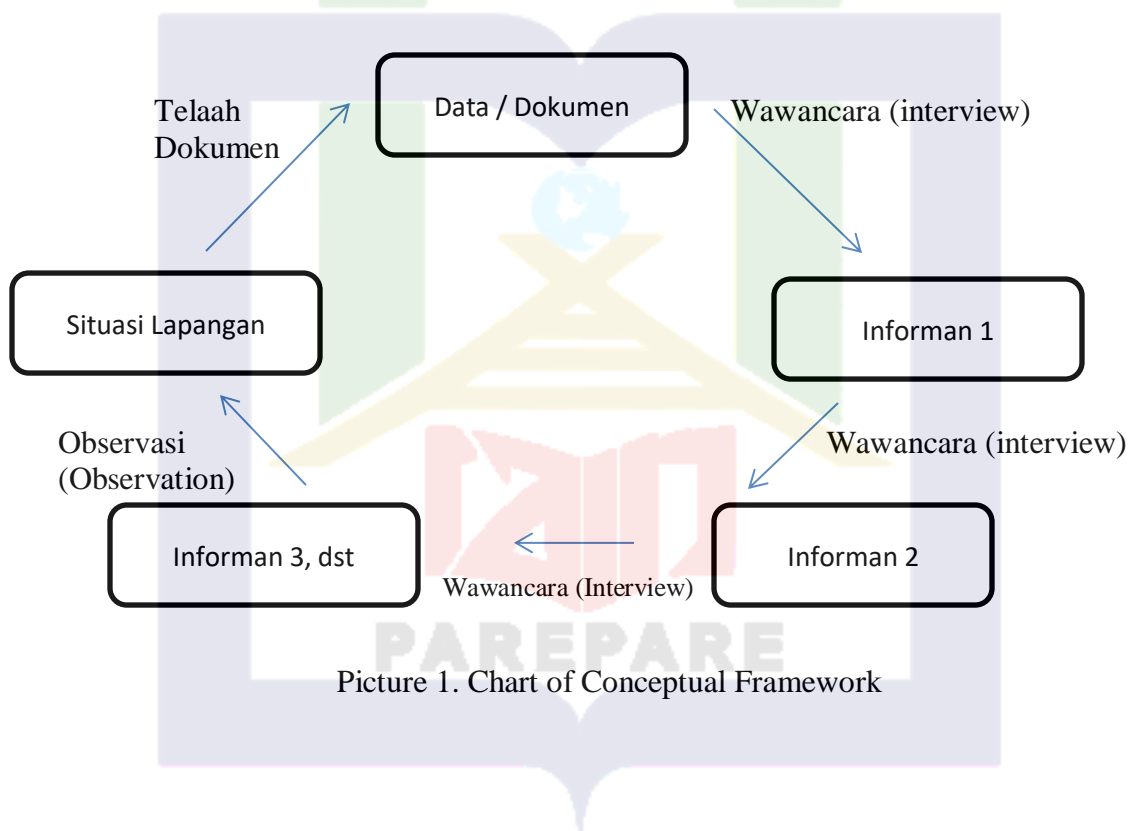 Data / Dokumen
Telaah
Dokumen
Wawancara (interview)
Situasi Lapangan
Informan 1
Observasi
(Observation)
Wawancara (interview)
Informan 3, dst
Wawancara (Interview)
Informan 2
PAREPARE
Picture 1. Chart of Conceptual Framework